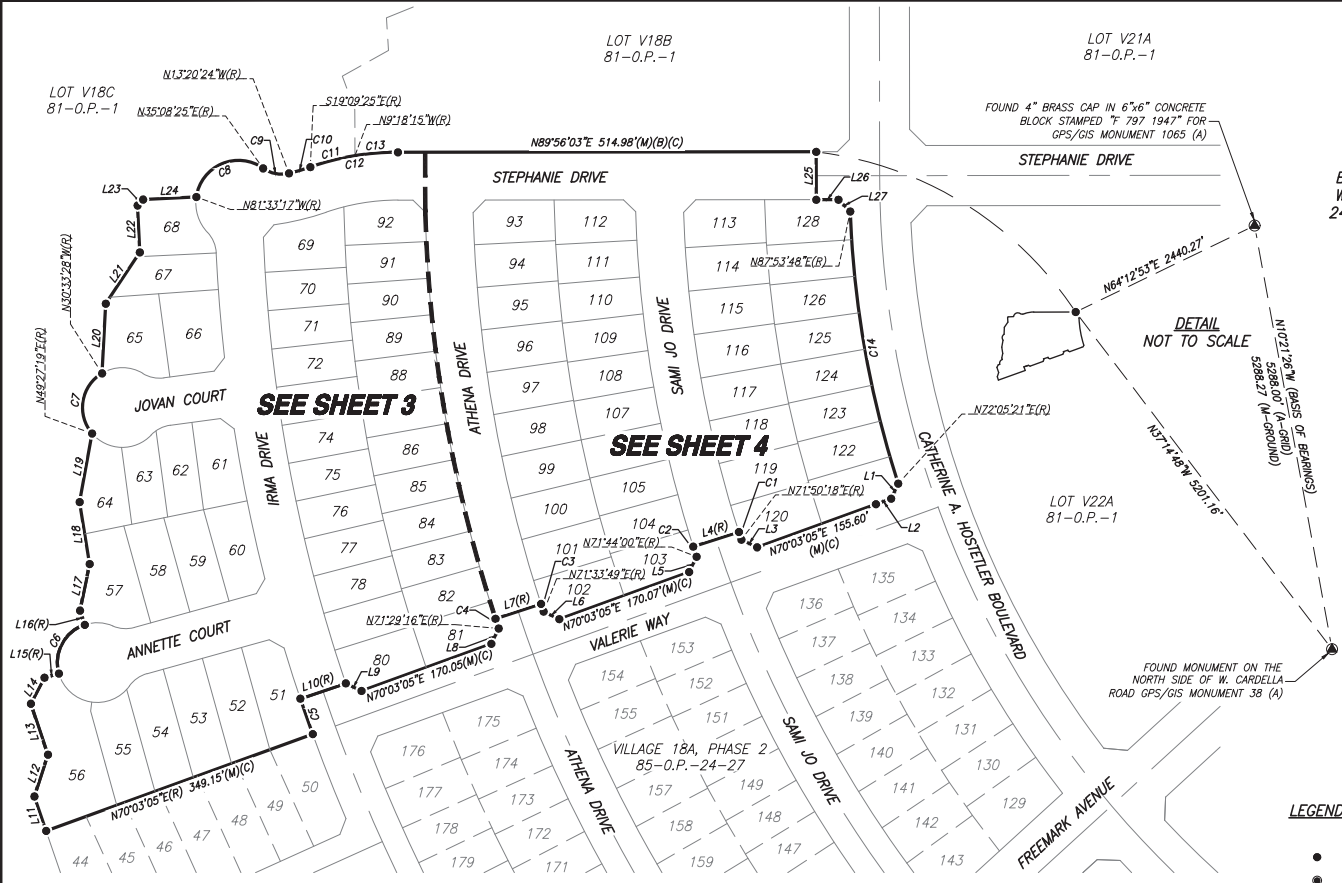 LOT V18B
81-O.P.-1
LOT V21A
81-O.P.-1
LOT V18C
81-O.P.-1
N13°20'24"W(R)
N35°08'25"E(R)
S19°09'25"E(R)
N9°18'15"W(R)
C8
C9
C10
C11
C12
C13
N89°56'03"E 514.98'(M)(B)(C)
STEPHANIE DRIVE
STEPHANIE DRIVE
FOUND 4" BRASS CAP IN 6"x6" CONCRETE
BLOCK STAMPED "F 797 1947" FOR
GPS/GIS MONUMENT 1065 (A)
L23
L24
N81°33'17"W(R)
L22
L21
L20
L25
L26
L27
N87°53'48"E(R)
N30°33'28"W(R)
N49°27'19"E(R)
68
67
65
66
69
70
71
72
92
91
90
89
88
93
94
95
96
97
98
99
100
112
111
110
109
108
107
105
104
113
114
115
116
117
118
119
120
128
126
125
124
123
122
C14
N64°12'53"E 2440.27'
DETAIL
NOT TO SCALE
N10°21'26"W (BASIS OF BEARINGS)
5288.00' (A-GRID)
5288.27 (M-GROUND)
N37°14'48"W 5201.16'
E
W
24
JOVAN COURT
SEE SHEET 3
SEE SHEET 4
ATHENA DRIVE
SAMI JO DRIVE
IRMA DRIVE
C7
L19
L18
L17
L16(R)
L15(R)
C6
L14
L13
L12
L11
64
63
62
61
57
58
59
60
74
75
76
77
78
80
86
85
84
83
82
81
N72°05'21"E(R)
L1
L2
C1
N71°50'18"E(R)
L3
L4(R)
C2
N71°44'00"E(R)
L5
103
101
C3
102
N71°33'49"E(R)
L6
L7(R)
C4
N71°29'16"E(R)
L8
L9
L10(R)
C5
N70°03'05"E 155.60'
(M)(C)
N70°03'05"E 170.07'(M)(C)
N70°03'05"E 170.05(M)(C)
N70°03'05"E(R) 349.15'(M)(C)
VALERIE WAY
ANNETTE COURT
CATHERINE A. HOSTETLER BOULEVARD
LOT V22A
81-O.P.-1
FOUND MONUMENT ON THE
NORTH SIDE OF W. CARDELLA
ROAD GPS/GIS MONUMENT 38 (A)
51
52
53
54
55
56
50
49
48
47
46
45
44
175
176
174
177
173
178
172
179
171
ATHENA DRIVE
153
154
152
155
151
VILLAGE 18A, PHASE 2
85-O.P.-24-27
157
149
158
148
159
147
SAMI JO DRIVE
135
136
134
137
133
138
132
139
131
140
130
141
129
142
143
FREEMARK AVENUE
LEGEND